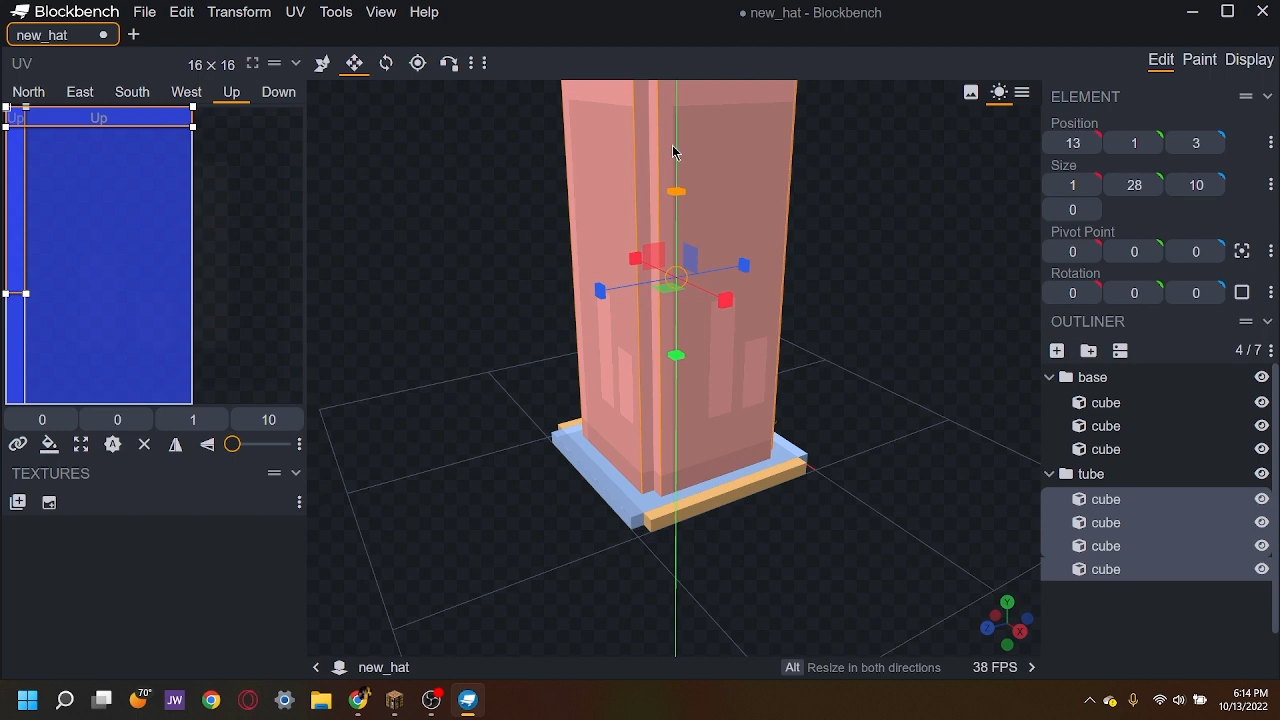 Blockbench File Edit Transform UV Tools View Help
new_hat - Blockbench
new_hat
UV 16 × 16
Edit Paint Display
North East South West Up Down
Up Up
0 0 1 10
TEXTURES
ELEMENT
Position
13 1 3
Size
1 28 10
0
Pivot Point
0 0 0
Rotation
0 0 0
OUTLINER
4 / 7
base
cube
cube
cube
tube
cube
cube
cube
cube
Y
Z X
new_hat
Alt Resize in both directions 38 FPS
70°
JW
6:14 PM
10/13/2022